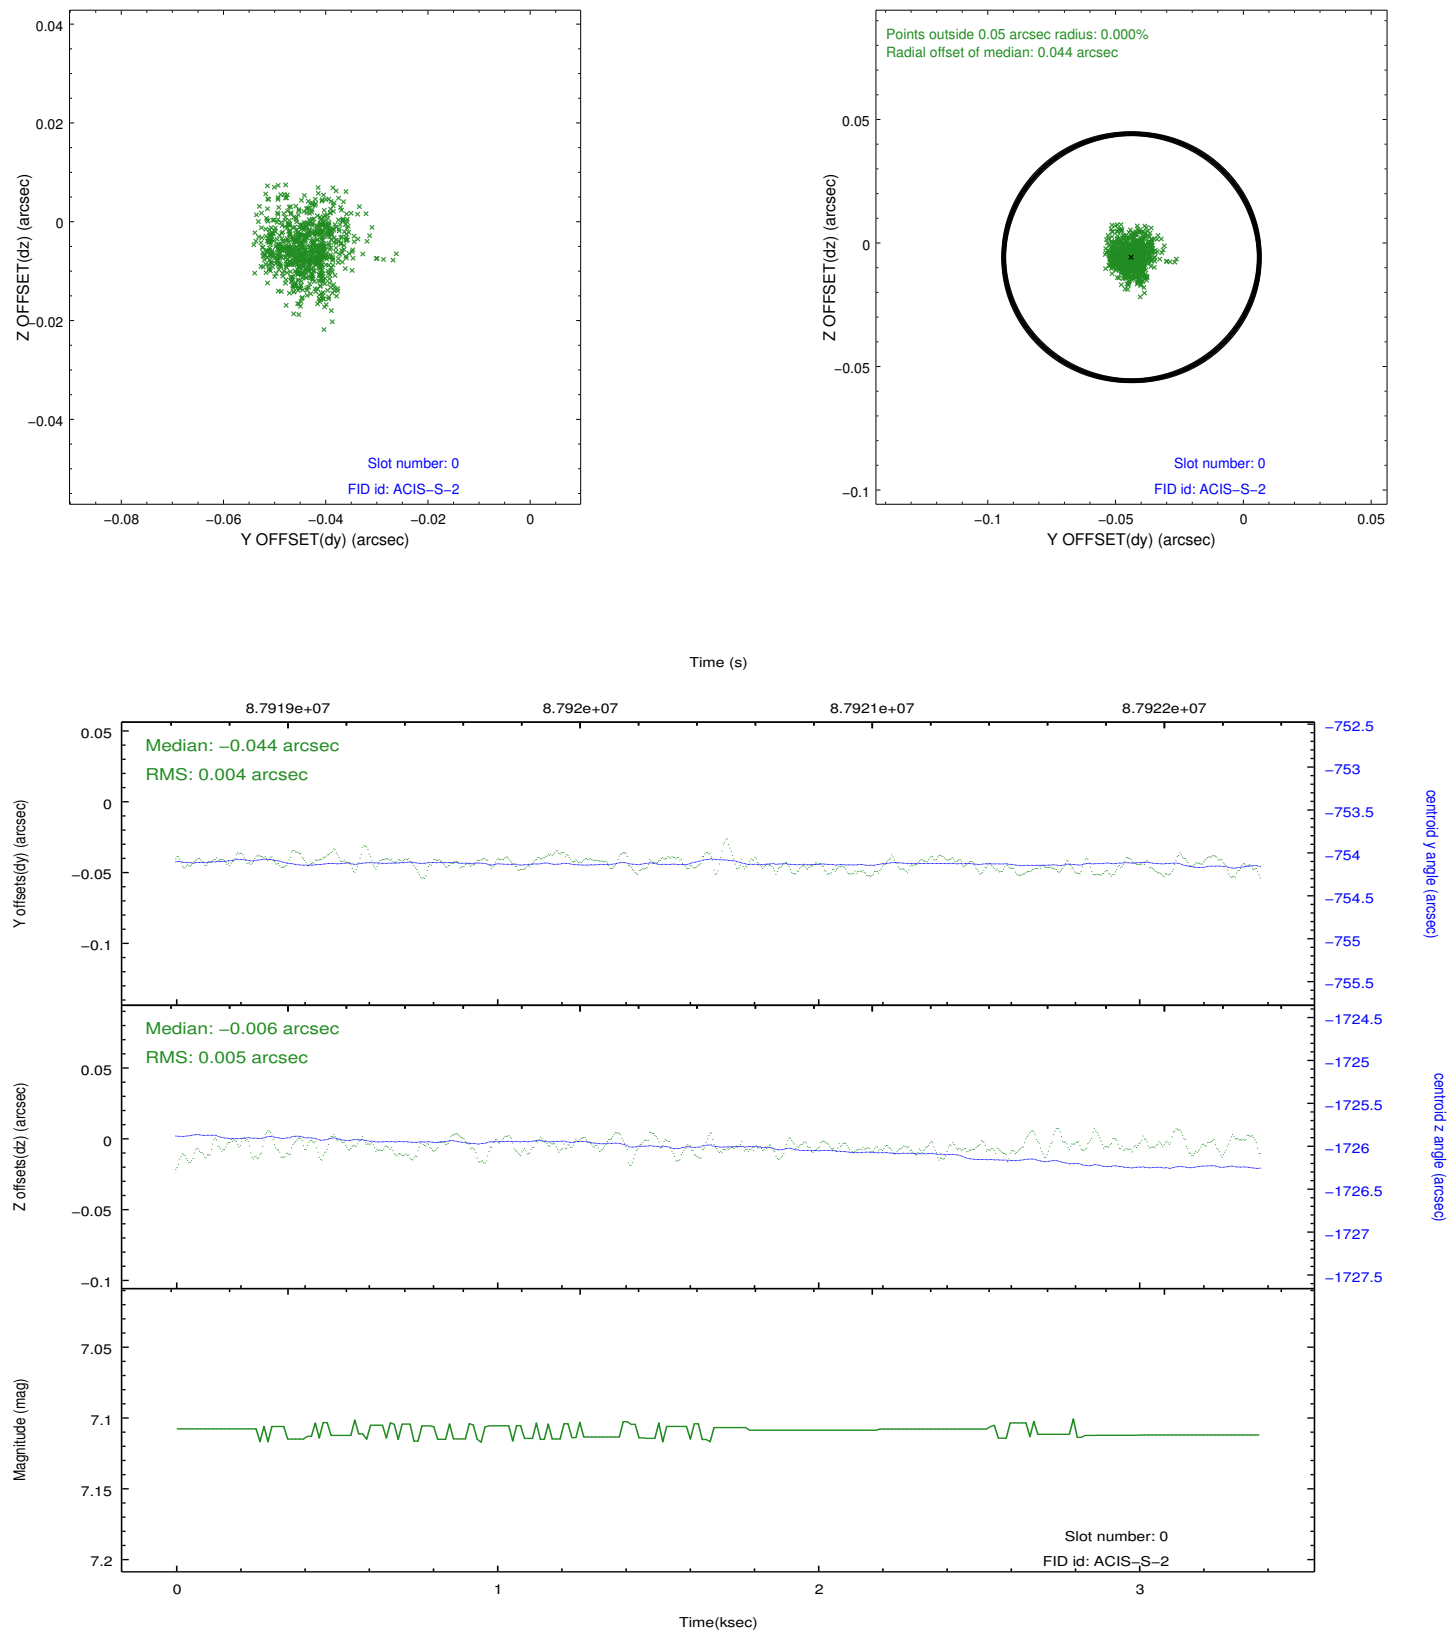 0.04
0.02
0
−0.02
−0.04
Z OFFSET(dz) (arcsec)
Slot number: 0
FID id: ACIS−S−2
−0.08
−0.06
−0.04
−0.02
0
Y OFFSET(dy) (arcsec)
Points outside 0.05 arcsec radius: 0.000%
Radial offset of median: 0.044 arcsec
0.05
0
−0.05
−0.1
Z OFFSET(dz) (arcsec)
Slot number: 0
FID id: ACIS−S−2
−0.1
−0.05
0
0.05
Y OFFSET(dy) (arcsec)
Time (s)
8.7919e+07
8.792e+07
8.7921e+07
8.7922e+07
Median: −0.044 arcsec
RMS: 0.004 arcsec
0.05
0
−0.05
−0.1
Y offsets(dy) (arcsec)
−752.5
−753
−753.5
−754
−754.5
−755
−755.5
centroid y angle (arcsec)
Median: −0.006 arcsec
RMS: 0.005 arcsec
0.05
0
−0.05
−0.1
Z offsets(dz) (arcsec)
−1724.5
−1725
−1725.5
−1726
−1726.5
−1727
−1727.5
centroid z angle (arcsec)
7.05
7.1
7.15
7.2
Magnitude (mag)
Slot number: 0
FID id: ACIS−S−2
0
1
2
3
Time(ksec)